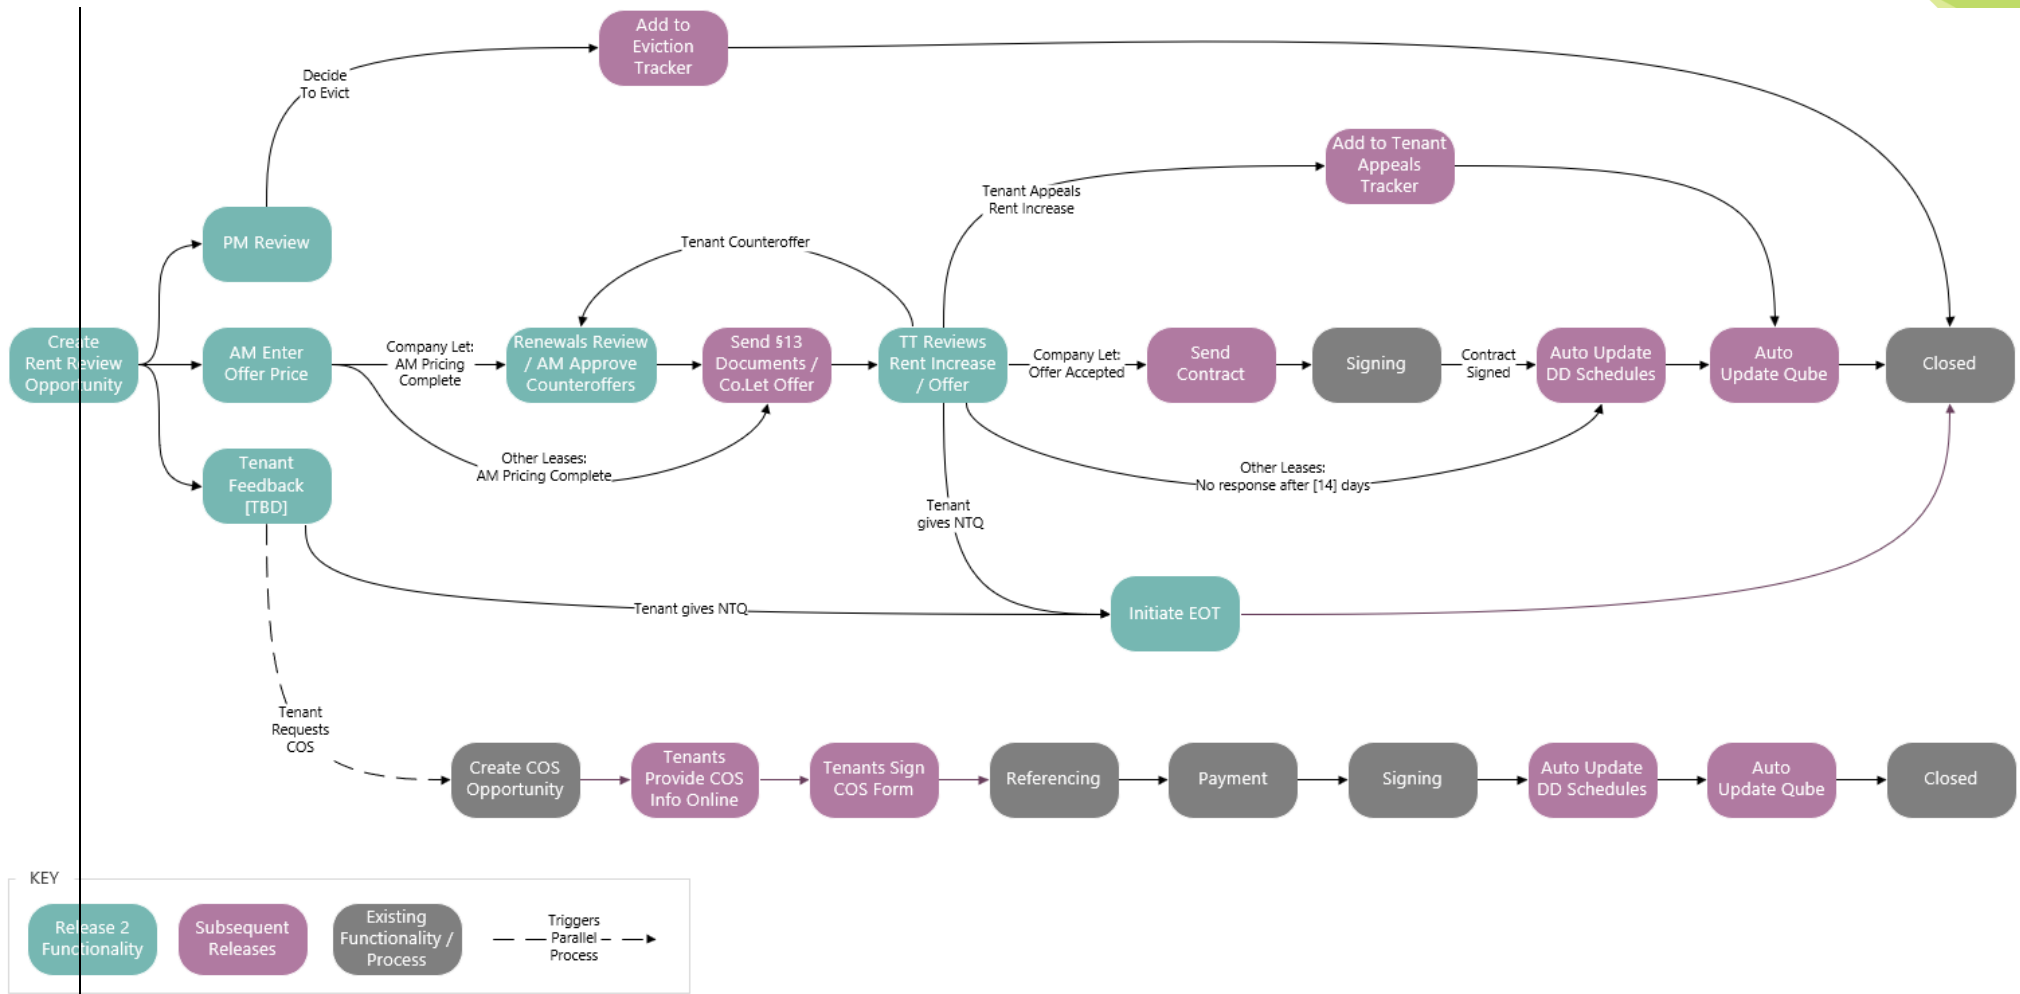 Add to
Eviction
Tracker
Decide
To Evict
Add to Tenant
Appeals
Tracker
Tenant Appeals
Rent Increase
PM Review
Tenant Counteroffer
Create
Rent Review
Opportunity
AM Enter
Offer Price
Company Let:
AM Pricing
Complete
Renewals Review
/ AM Approve
Counteroffers
Send §13
Documents /
Co.Let Offer
TT Reviews
Rent Increase
/ Offer
Company Let:
Offer Accepted
Send
Contract
Signing
Contract
Signed
Auto Update
DD Schedules
Auto
Update Qube
Closed
Other Leases:
AM Pricing Complete
Other Leases:
No response after [14] days
Tenant
Feedback
[TBD]
Tenant
gives NTQ
Tenant gives NTQ
Initiate EOT
Tenant
Requests
COS
Create COS
Opportunity
Tenants
Provide COS
Info Online
Tenants Sign
COS Form
Referencing
Payment
Signing
Auto Update
DD Schedules
Auto
Update Qube
Closed
KEY
Release 2
Functionality
Subsequent
Releases
Existing
Functionality /
Process
Triggers
Parallel
Process